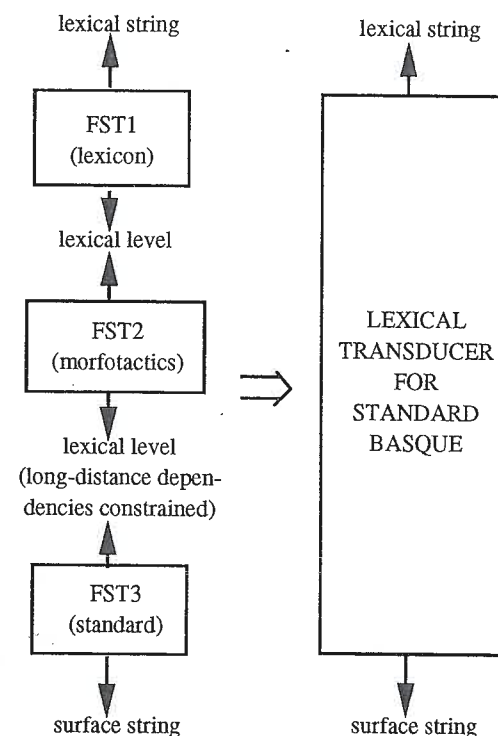 lexical string
FST1
(lexicon)
lexical level
FST2
(morfotactics)
lexical level
(long-distance depen-
dencies constrained)
FST3
(standard)
surface string
lexical string
LEXICAL
TRANSDUCER
FOR
STANDARD
BASQUE
surface string